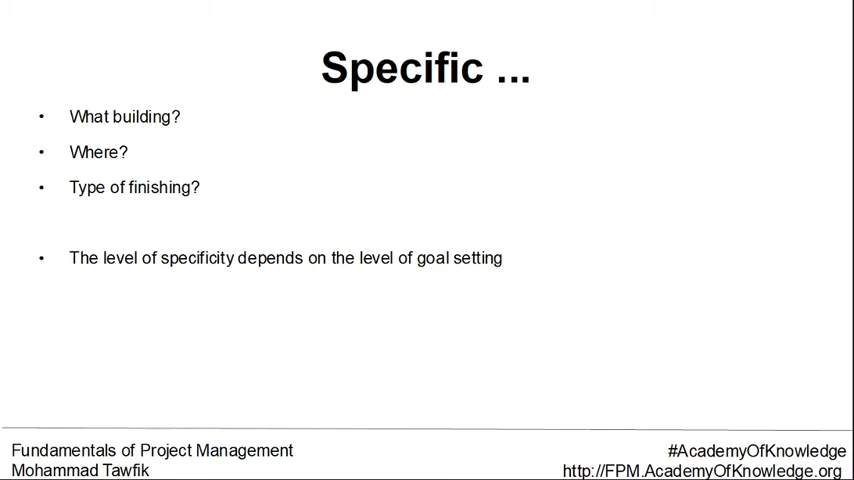 Specific ...
• What building?
• Where?
• Type of finishing?
• The level of specificity depends on the level of goal setting
Fundamentals of Project Management
Mohammad Tawfik
#AcademyOfKnowledge
http://FPM.AcademyOfKnowledge.org